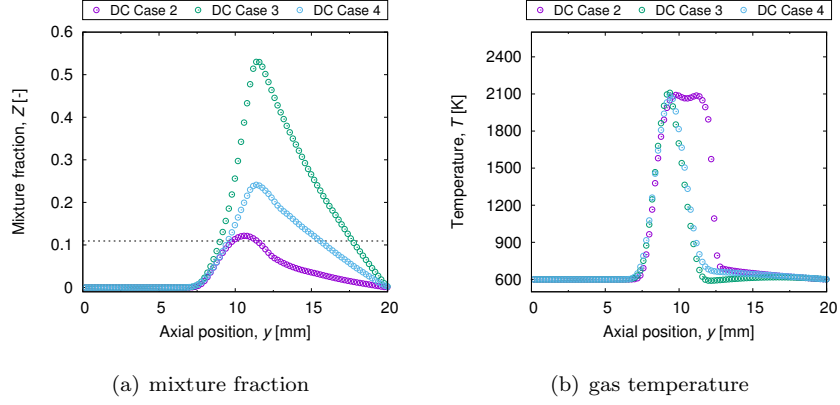 DC Case 2 DC Case 3 DC Case 4
0.6
0.5
0.4
0.3
0.2
0.1
0
Mixture fraction, Z [-]
0 5 10 15 20
Axial position, y [mm]
(a) mixture fraction
DC Case 2 DC Case 3 DC Case 4
2400
2100
1800
1500
1200
900
600
Temperature, T [K]
0 5 10 15 20
Axial position, y [mm]
(b) gas temperature